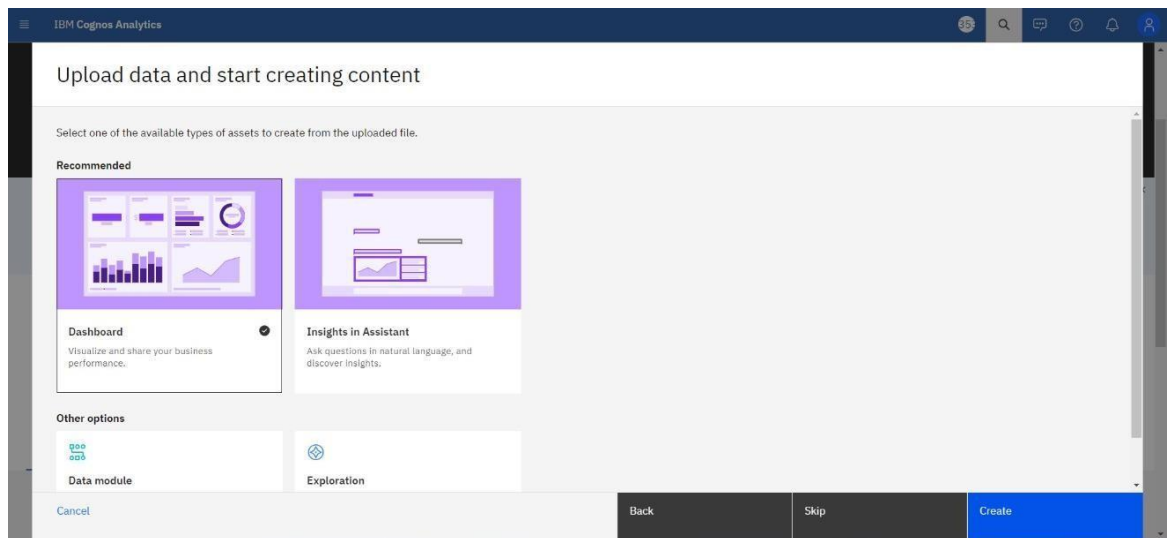 IBM Cognos Analytics
Upload data and start creating content
Select one of the available types of assets to create from the uploaded file.
Recommended
Dashboard
Visualize and share your business
performance.
Insights in Assistant
Ask questions in natural language, and
discover insights.
Other options
Data module
Exploration
Cancel
Back
Skip
Create